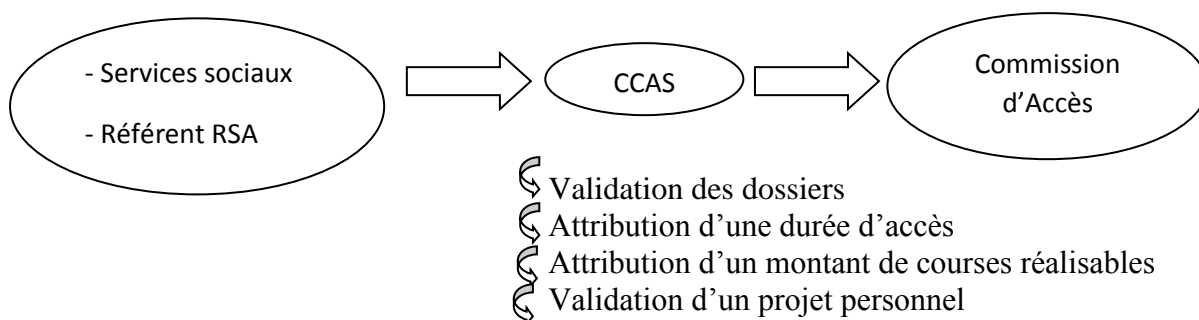 - Services sociaux
- Référent RSA
CCAS
Commission
d’Accès
Validation des dossiers
Attribution d’une durée d’accès
Attribution d’un montant de courses réalisables
Validation d’un projet personnel